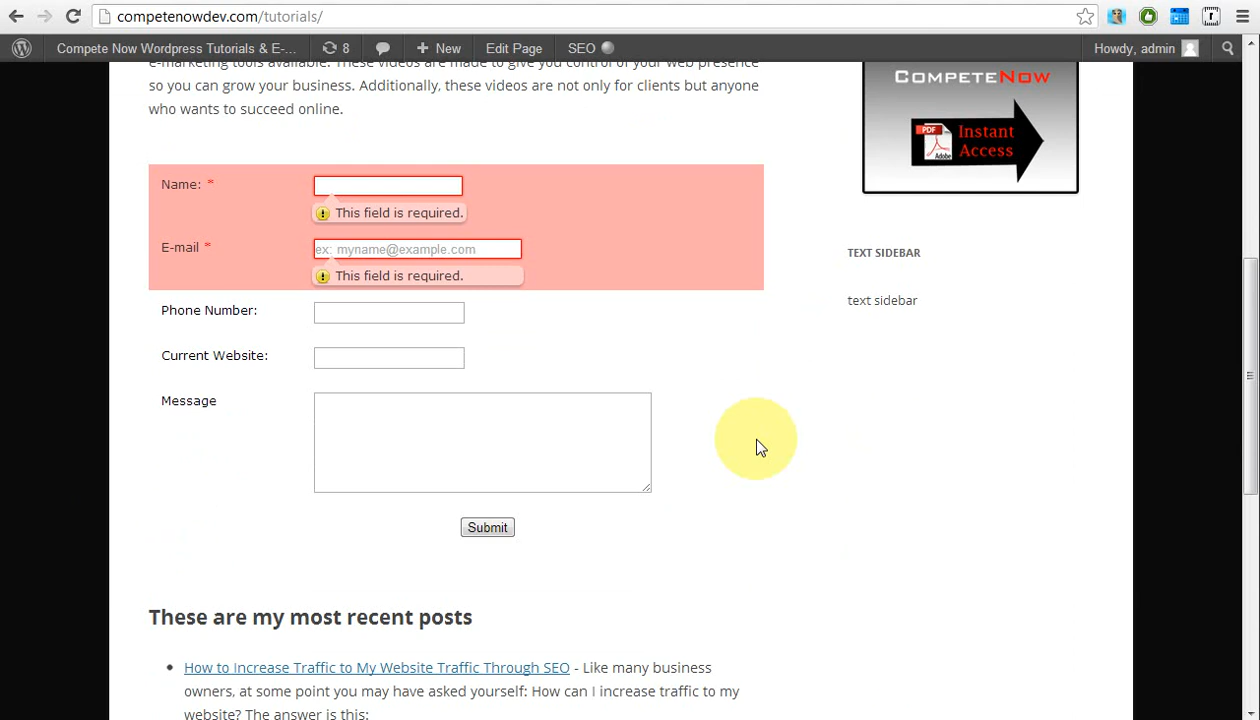 competenowdev.com/tutorials/
Compete Now Wordpress Tutorials & E-... 8 + New Edit Page SEO Howdy, admin
e-marketing tools available. These videos are made to give you control of your web presence
so you can grow your business. Additionally, these videos are not only for clients but anyone
who wants to succeed online.
COMPETENOW
PDF
Adobe
Instant
Access
Name: *
This field is required.
E-mail *
ex: myname@example.com
This field is required.
Phone Number:
Current Website:
Message
Submit
TEXT SIDEBAR
text sidebar
These are my most recent posts
• How to Increase Traffic to My Website Traffic Through SEO - Like many business
owners, at some point you may have asked yourself: How can I increase traffic to my
website? The answer is this: